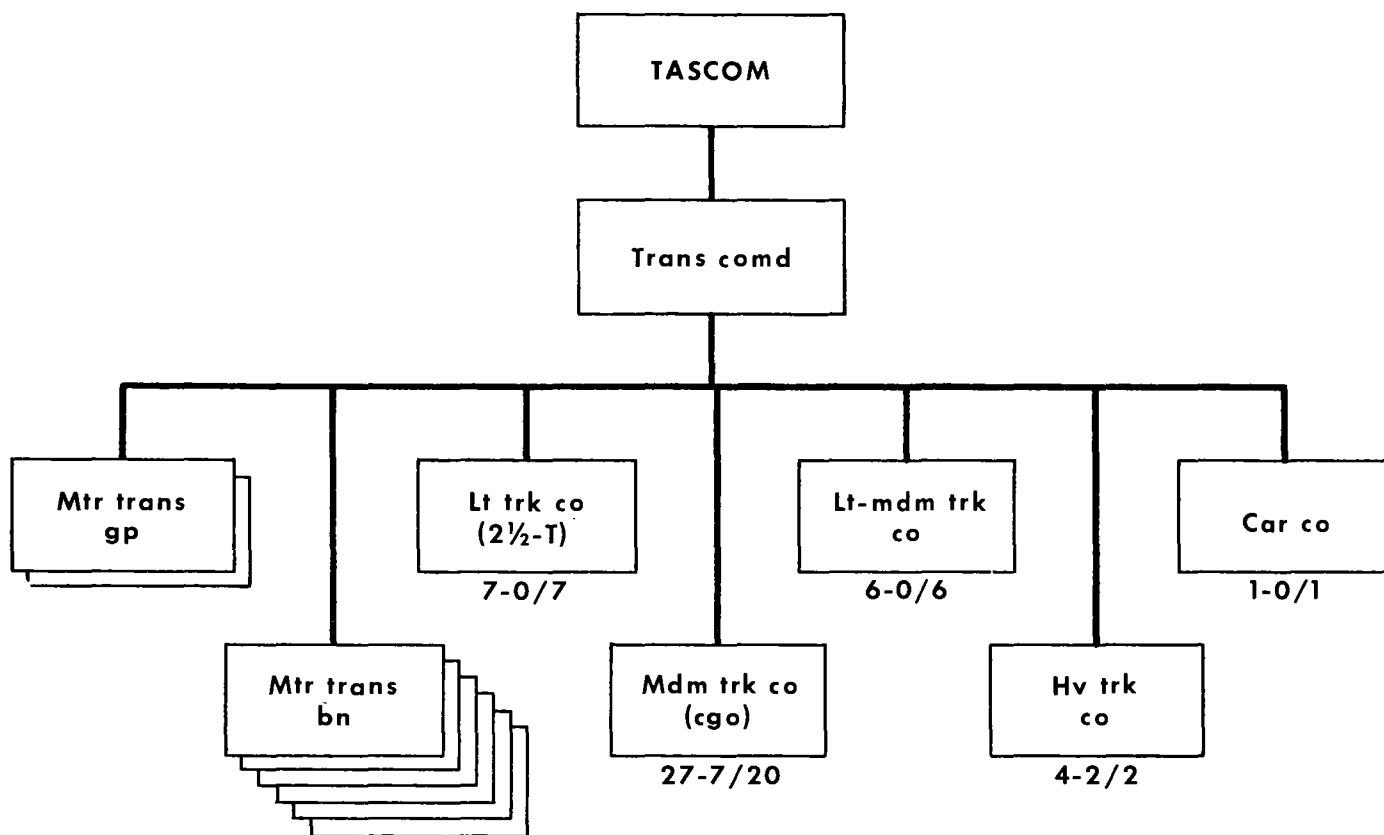 TASCOM
Trans comd
Mtr trans
gp
Lt trk co
(2½-T)
7-0/7
Lt-mdm trk
co
6-0/6
Car co
1-0/1
Mtr trans
bn
Mdm trk co
(cgo)
27-7/20
Hv trk
co
4-2/2